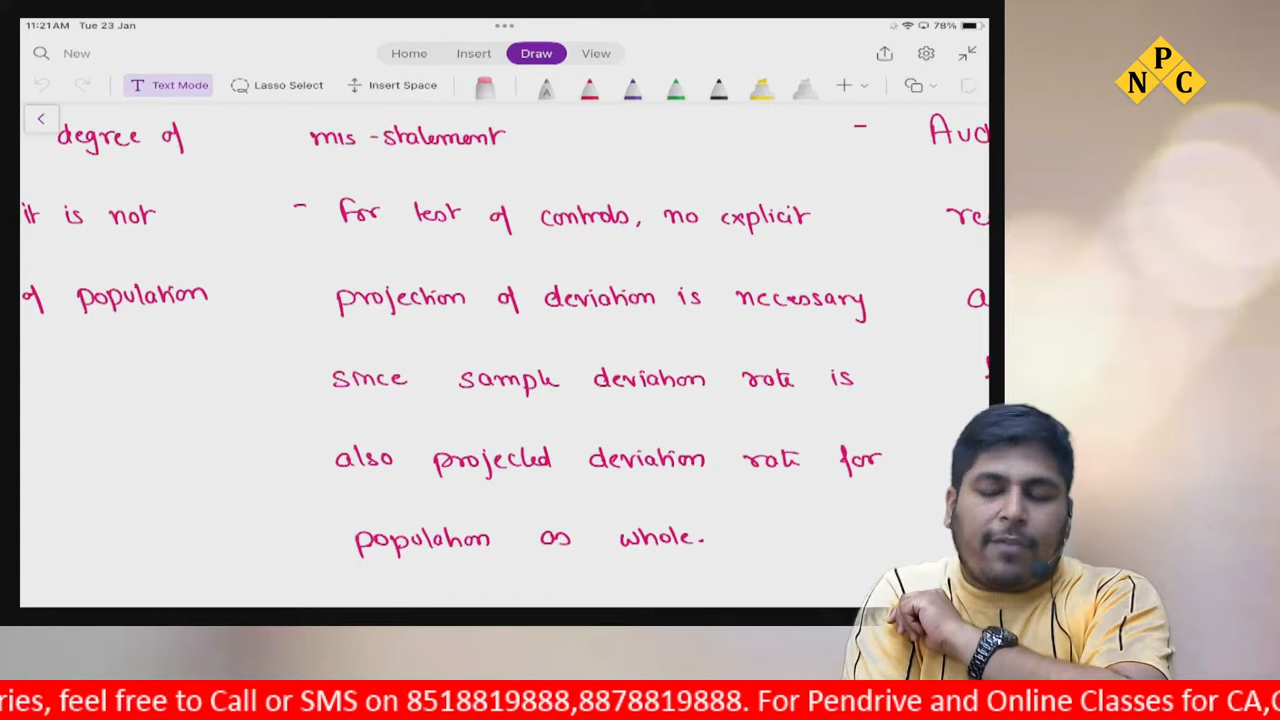 11:21AM Tue 23 Jan
78%
New
Home Insert Draw View
Text Mode Lasso Select Insert Space
N P C
degree of
mis-statement
- Aud
it is not
- For test of controls, no explicit
re
of population
projection of deviation is necessary
a
since sample deviation rate is
also projected deviation rate for
population as whole.
ries, feel free to Call or SMS on 8518819888,8878819888. For Pendrive and Online Classes for CA,C